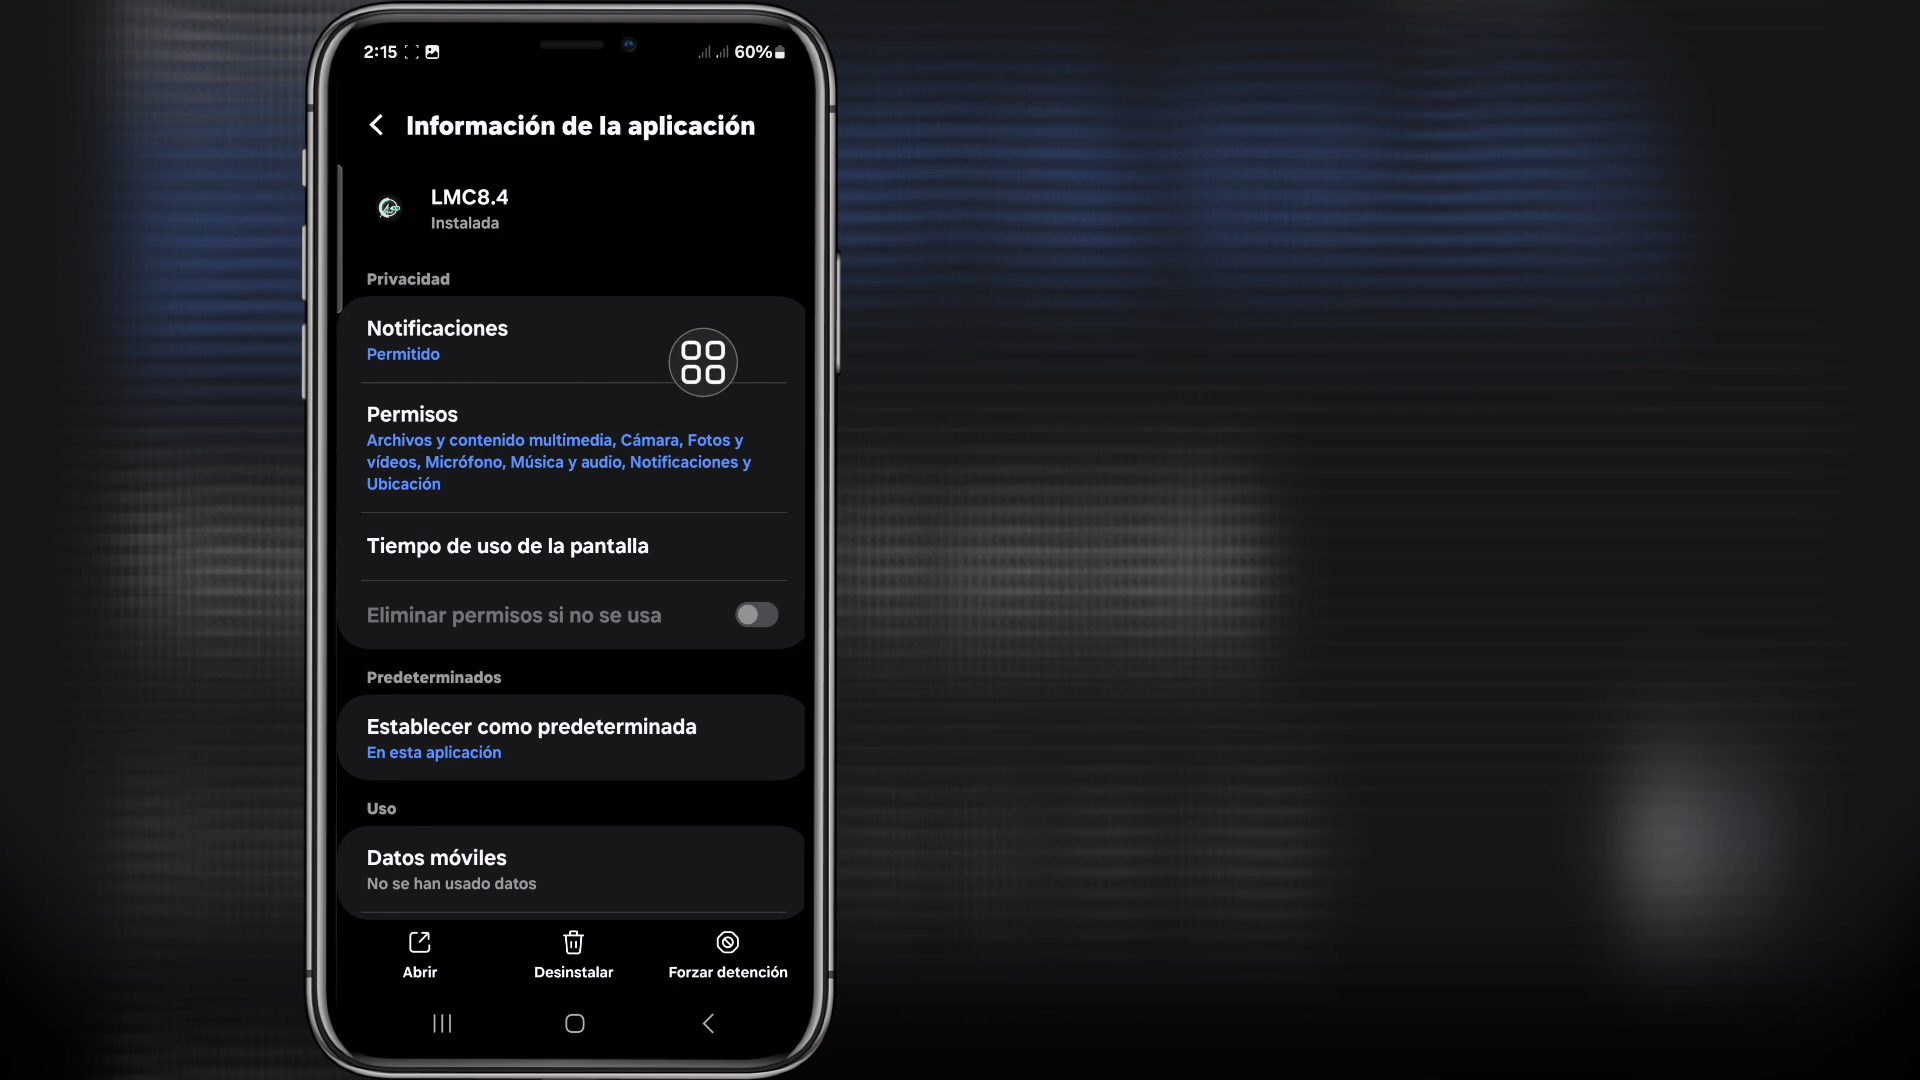 2:15 60%
Información de la aplicación
LMC8.4
Instalada
Privacidad
Notificaciones
Permitido
Permisos
Archivos y contenido multimedia, Cámara, Fotos y
vídeos, Micrófono, Música y audio, Notificaciones y
Ubicación
Tiempo de uso de la pantalla
Eliminar permisos si no se usa
Predeterminados
Establecer como predeterminada
En esta aplicación
Uso
Datos móviles
No se han usado datos
Abrir Desinstalar Forzar detención